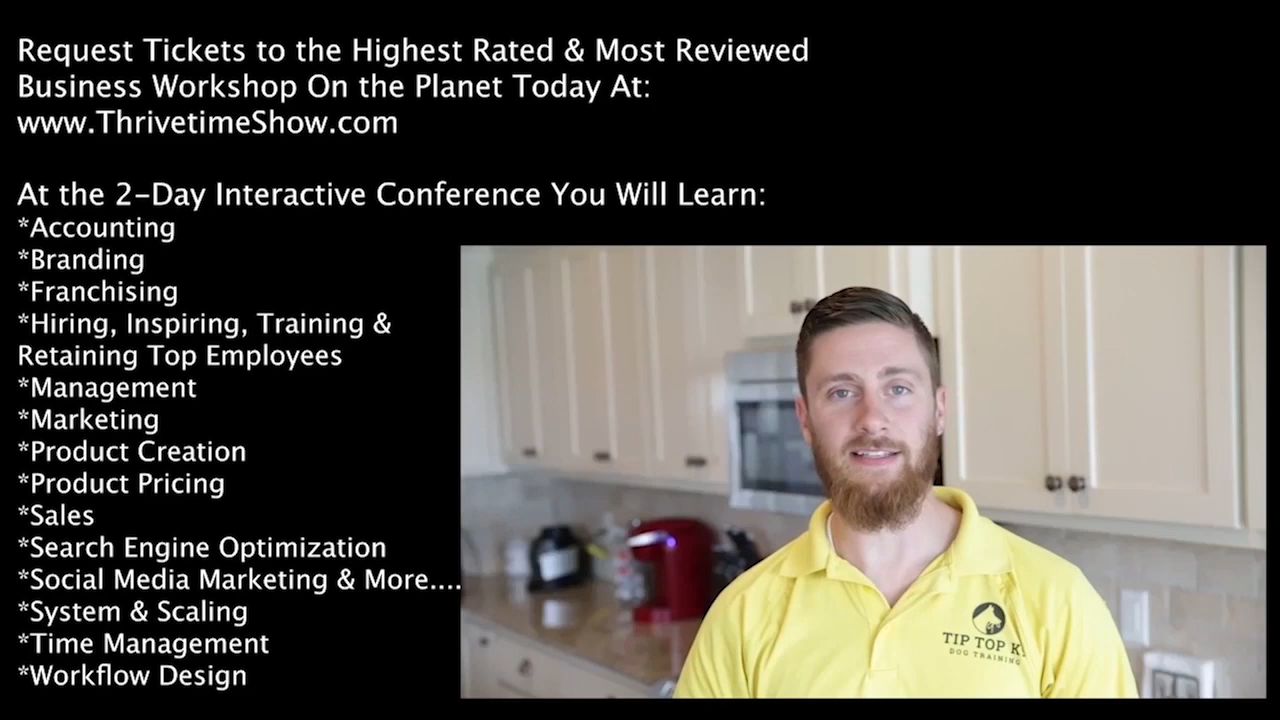 Request Tickets to the Highest Rated & Most Reviewed
Business Workshop On the Planet Today At:
www.ThrivetimeShow.com
At the 2-Day Interactive Conference You Will Learn:
*Accounting
*Branding
*Franchising
*Hiring, Inspiring, Training &
Retaining Top Employees
*Management
*Marketing
*Product Creation
*Product Pricing
*Sales
*Search Engine Optimization
*Social Media Marketing & More....
*System & Scaling
*Time Management
*Workflow Design
TIP TOP K
DOG TRAINING